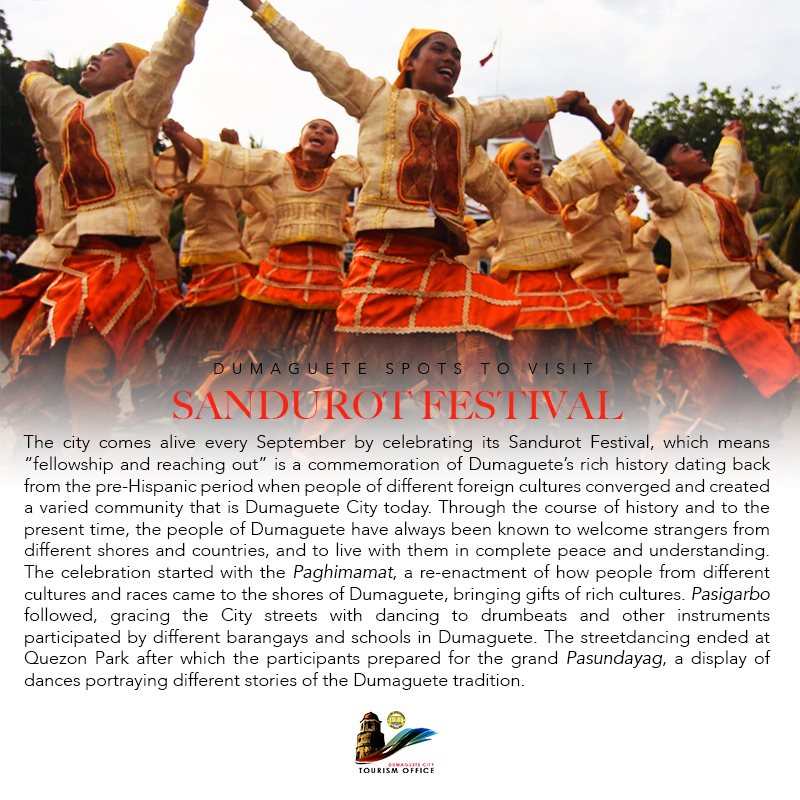 DUMAGUETE SPOTS TO VISIT
SANDUROT FESTIVAL
The city comes alive every September by celebrating its Sandurot Festival, which means
“fellowship and reaching out” is a commemoration of Dumaguete’s rich history dating back
from the pre-Hispanic period when people of different foreign cultures converged and created
a varied community that is Dumaguete City today. Through the course of history and to the
present time, the people of Dumaguete have always been known to welcome strangers from
different shores and countries, and to live with them in complete peace and understanding.
The celebration started with the Paghimamat, a re-enactment of how people from different
cultures and races came to the shores of Dumaguete, bringing gifts of rich cultures. Pasigarbo
followed, gracing the City streets with dancing to drumbeats and other instruments
participated by different barangays and schools in Dumaguete. The streetdancing ended at
Quezon Park after which the participants prepared for the grand Pasundayag, a display of
dances portraying different stories of the Dumaguete tradition.
DUMAGUETE CITY
TOURISM OFFICE